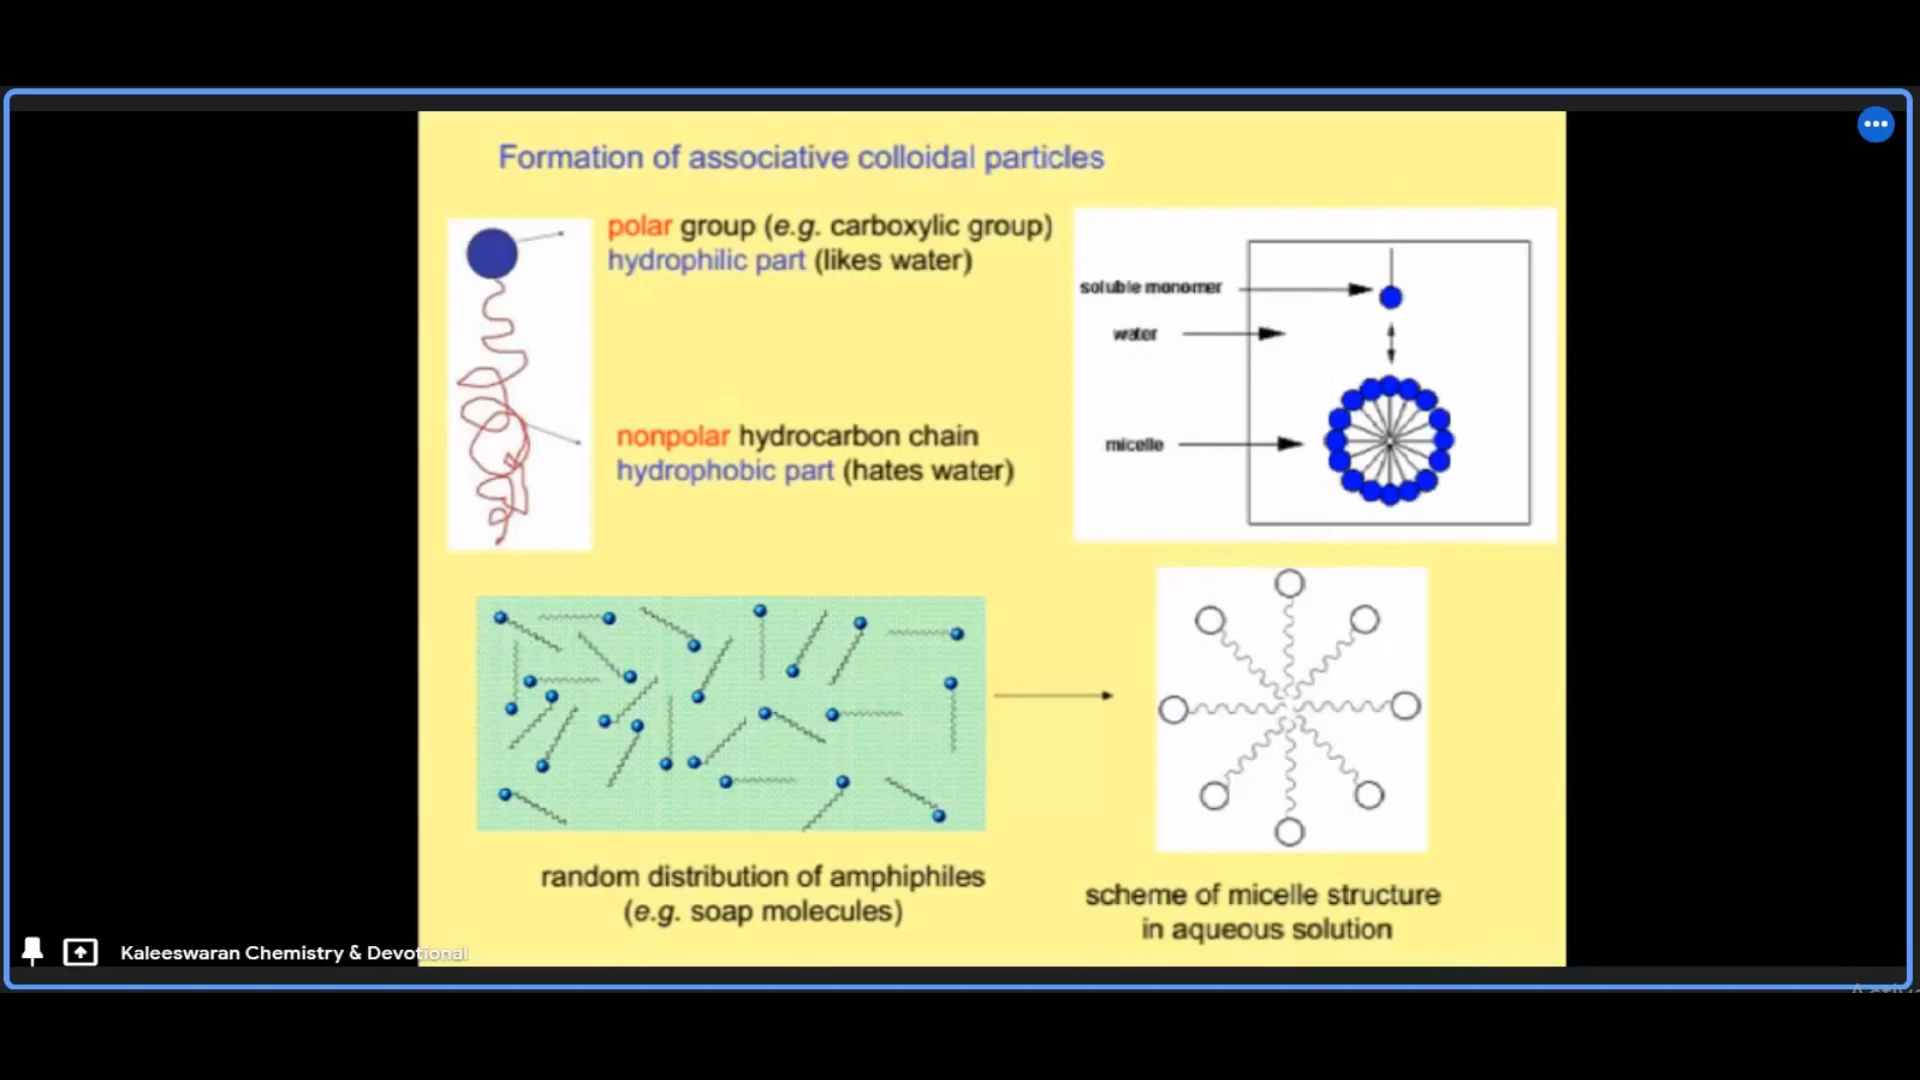 Formation of associative colloidal particles
polar group (e.g. carboxylic group)
hydrophilic part (likes water)
nonpolar hydrocarbon chain
hydrophobic part (hates water)
soluble monomer
water
micelle
random distribution of amphiphiles
(e.g. soap molecules)
scheme of micelle structure
in aqueous solution
Kaleeswaran Chemistry & Devotional